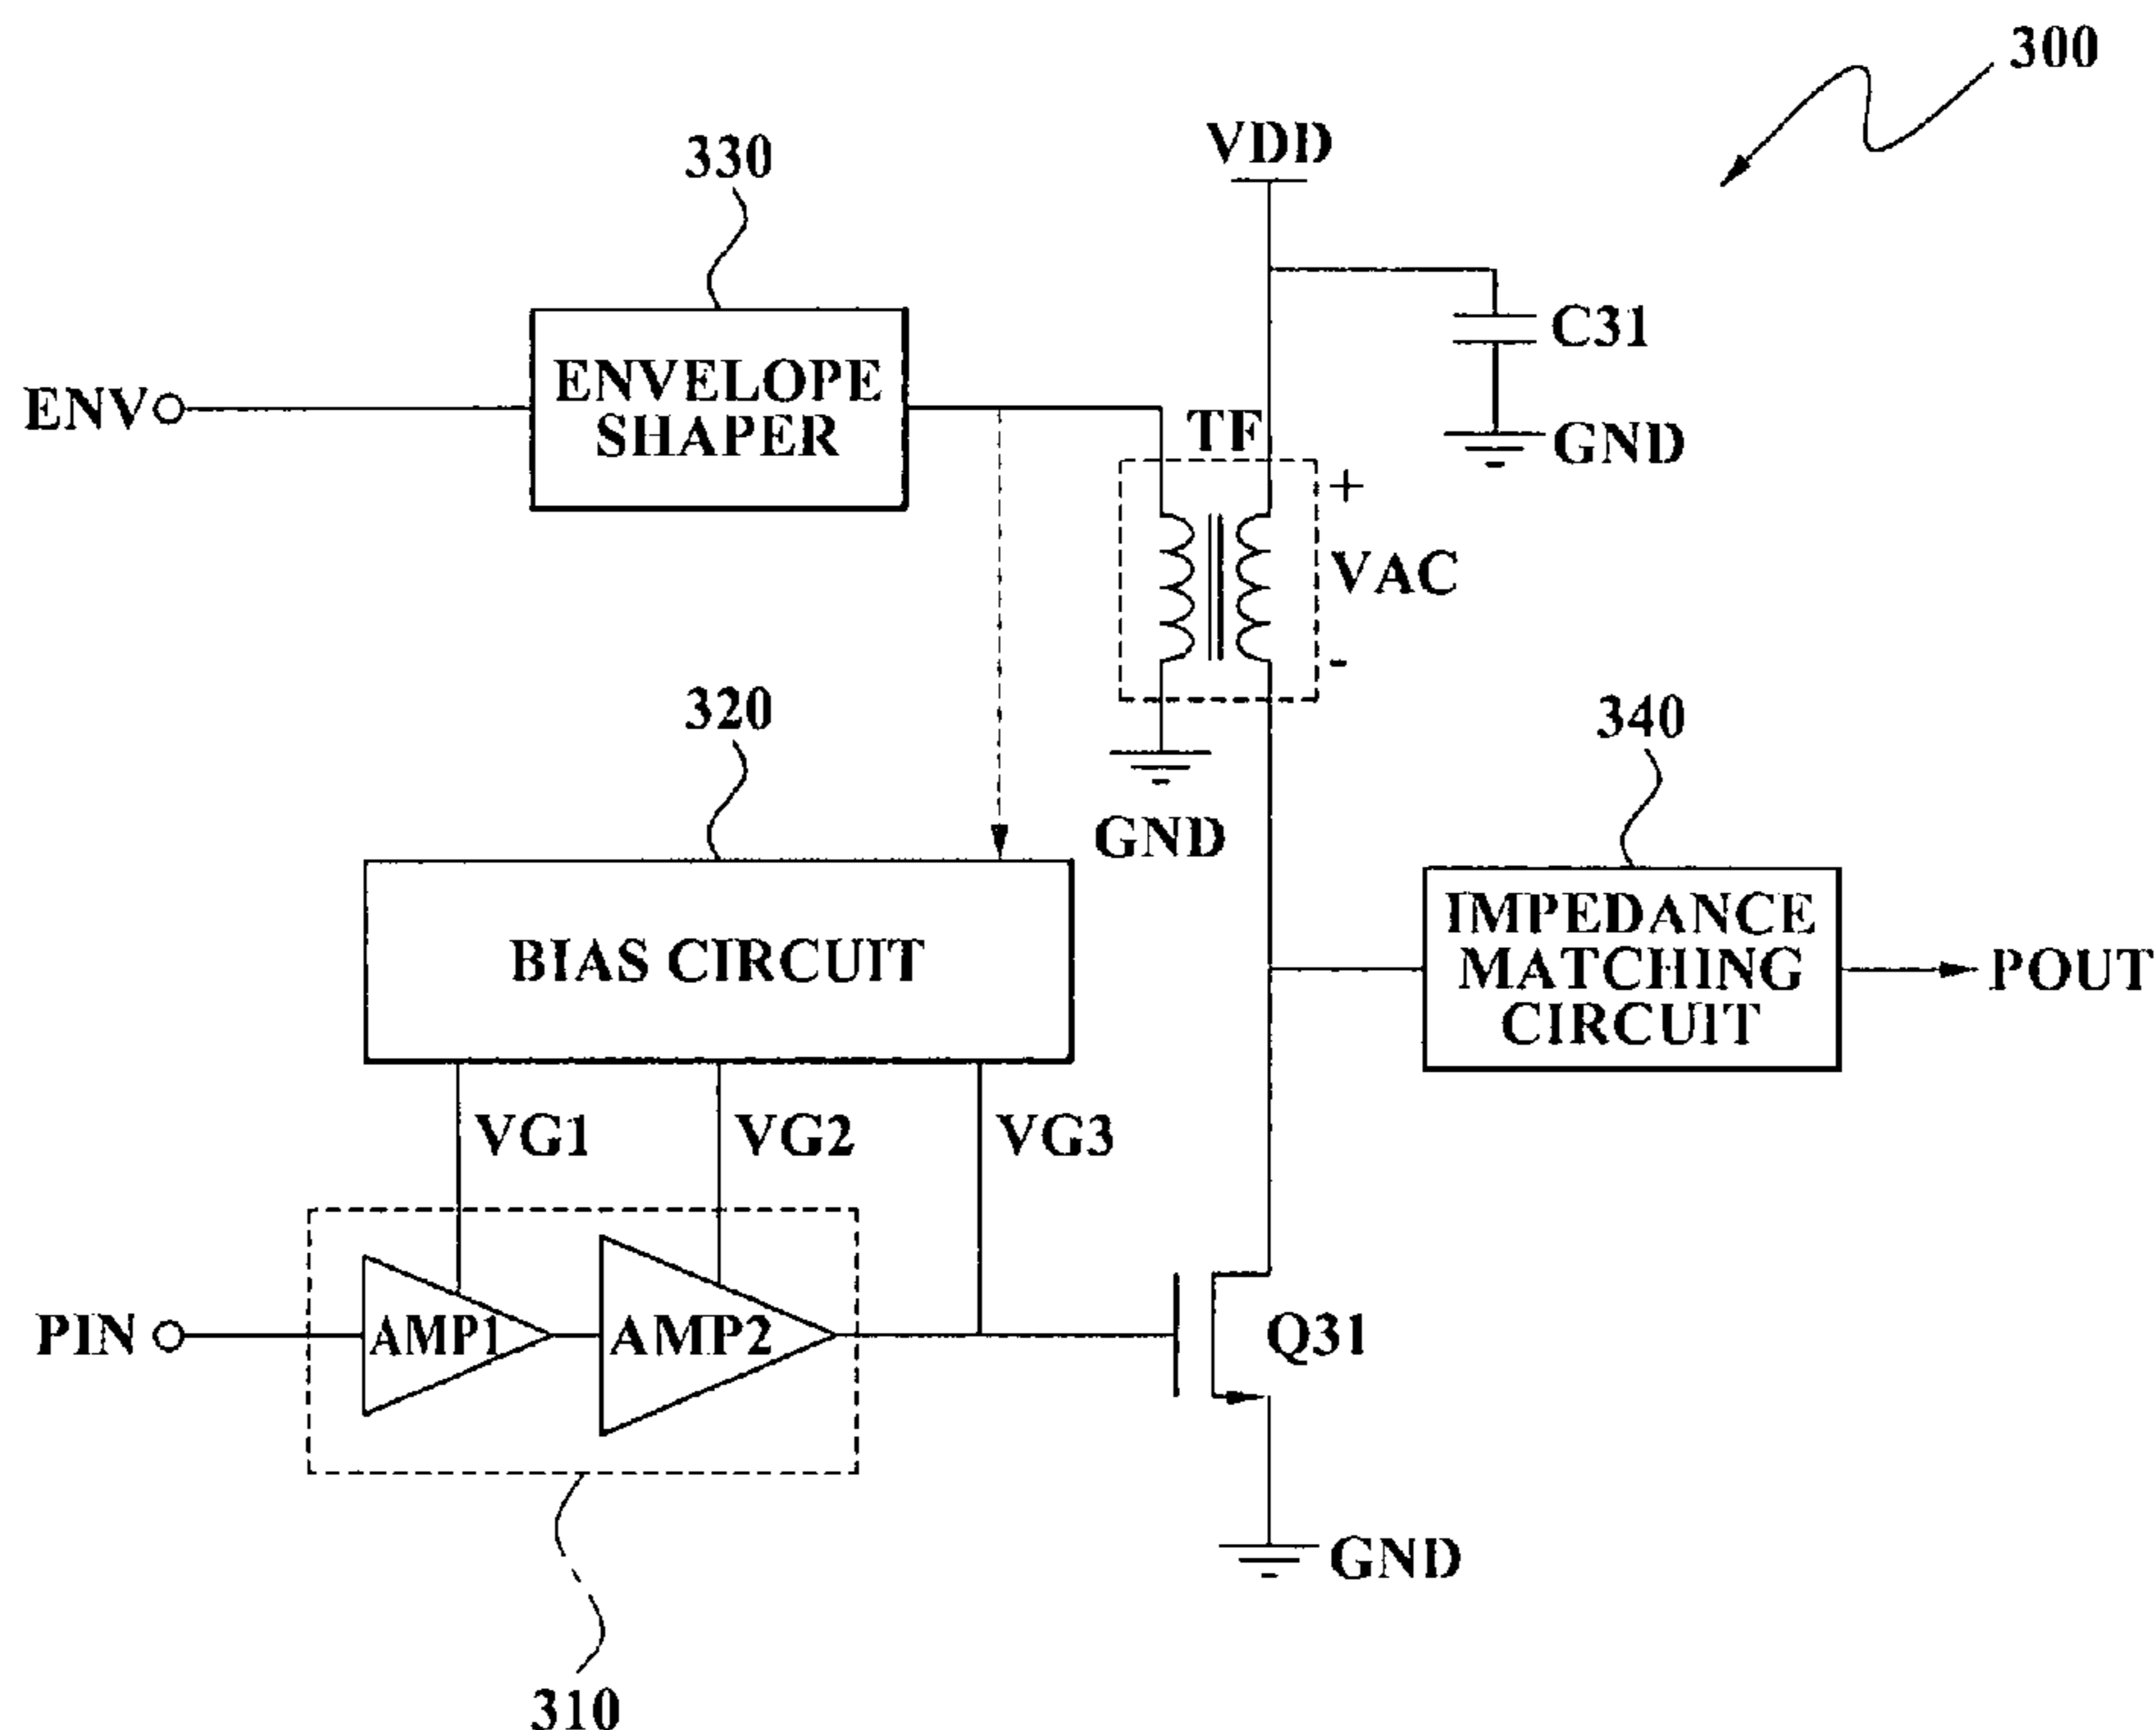 300
VDD
330
C31
GND
ENVELOPE
SHAPER
ENV
TF
+
VAC
-
GND
320
340
BIAS CIRCUIT
IMPEDANCE
MATCHING
CIRCUIT
POUT
VG1
VG2
VG3
PIN
AMP1
AMP2
Q31
GND
310